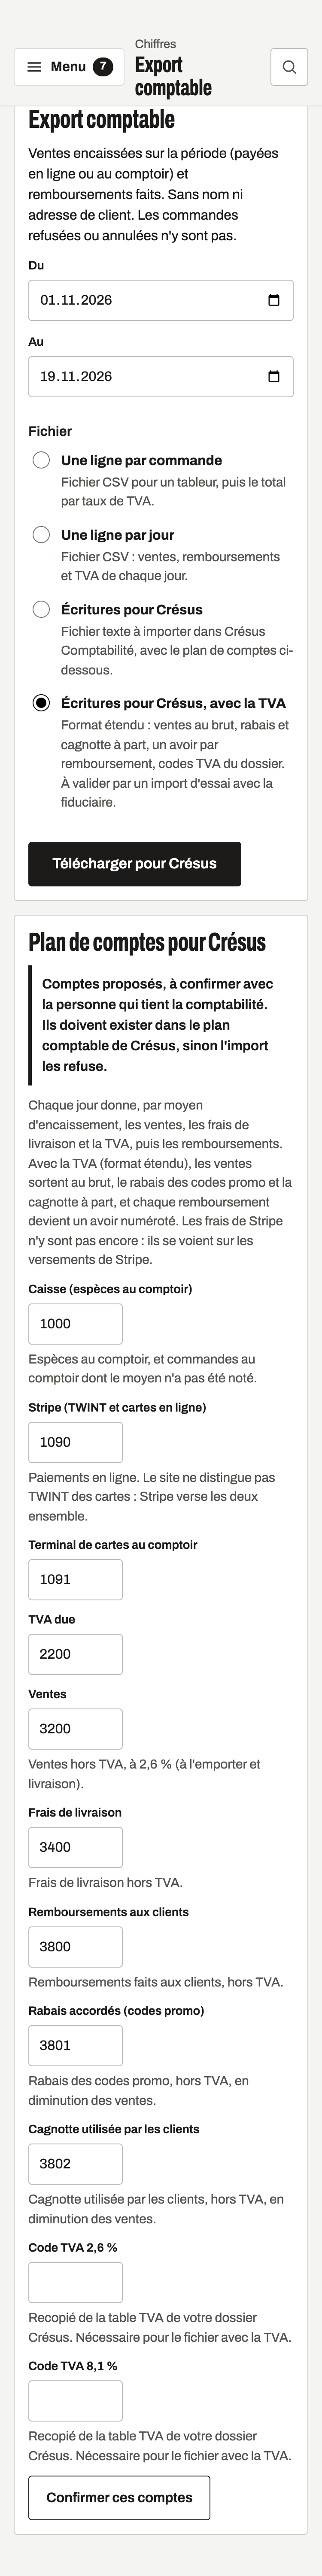 Menu 7
Chiffres
Export
comptable
Export comptable
Ventes encaissées sur la période (payées
en ligne ou au comptoir) et
remboursements faits. Sans nom ni
adresse de client. Les commandes
refusées ou annulées n'y sont pas.
Du
01.11.2026
Au
19.11.2026
Fichier
Une ligne par commande
Fichier CSV pour un tableur, puis le total
par taux de TVA.
Une ligne par jour
Fichier CSV : ventes, remboursements
et TVA de chaque jour.
Écritures pour Crésus
Fichier texte à importer dans Crésus
Comptabilité, avec le plan de comptes ci-
dessous.
Écritures pour Crésus, avec la TVA
Format étendu : ventes au brut, rabais et
cagnotte à part, un avoir par
remboursement, codes TVA du dossier.
À valider par un import d'essai avec la
fiduciaire.
Télécharger pour Crésus
Plan de comptes pour Crésus
Comptes proposés, à confirmer avec
la personne qui tient la comptabilité.
Ils doivent exister dans le plan
comptable de Crésus, sinon l'import
les refuse.
Chaque jour donne, par moyen
d'encaissement, les ventes, les frais de
livraison et la TVA, puis les remboursements.
Avec la TVA (format étendu), les ventes
sortent au brut, le rabais des codes promo et la
cagnotte à part, et chaque remboursement
devient un avoir numéroté. Les frais de Stripe
n'y sont pas encore : ils se voient sur les
versements de Stripe.
Caisse (espèces au comptoir)
1000
Espèces au comptoir, et commandes au
comptoir dont le moyen n'a pas été noté.
Stripe (TWINT et cartes en ligne)
1090
Paiements en ligne. Le site ne distingue pas
TWINT des cartes : Stripe verse les deux
ensemble.
Terminal de cartes au comptoir
1091
TVA due
2200
Ventes
3200
Ventes hors TVA, à 2,6 % (à l'emporter et
livraison).
Frais de livraison
3400
Frais de livraison hors TVA.
Remboursements aux clients
3800
Remboursements faits aux clients, hors TVA.
Rabais accordés (codes promo)
3801
Rabais des codes promo, hors TVA, en
diminution des ventes.
Cagnotte utilisée par les clients
3802
Cagnotte utilisée par les clients, hors TVA, en
diminution des ventes.
Code TVA 2,6 %
Recopié de la table TVA de votre dossier
Crésus. Nécessaire pour le fichier avec la TVA.
Code TVA 8,1 %
Recopié de la table TVA de votre dossier
Crésus. Nécessaire pour le fichier avec la TVA.
Confirmer ces comptes